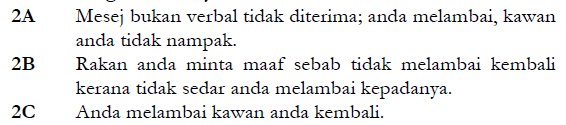 2A Mesej bukan verbal tidak diterima; anda melambai, kawan
anda tidak nampak.
2B Rakan anda minta maaf sebab tidak melambai kembali
kerana tidak sedar anda melambai kepadanya.
2C Anda melambai kawan anda kembali.